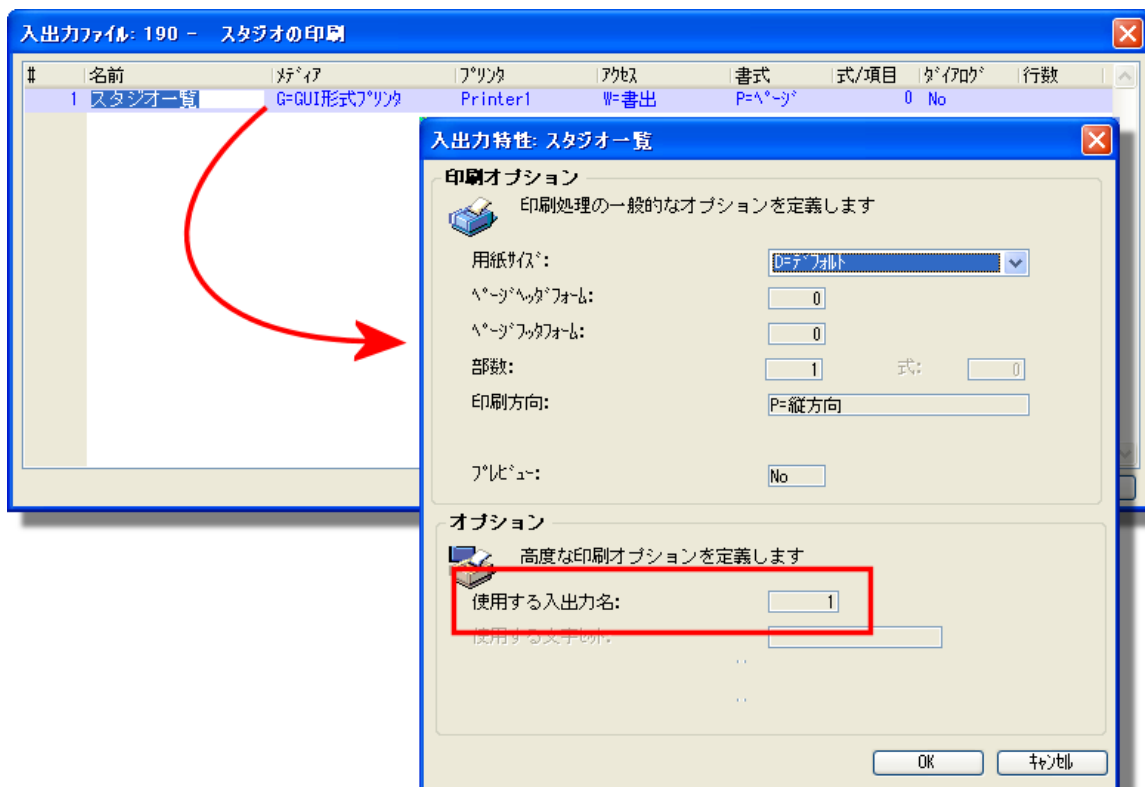 入出力ファイル: 190 - スタジオの印刷
# 名前 メディア プリンタ アクセス 書式 式/項目 ダイアログ 行数
1 スタジオ一覧 G=GUI形式プリンタ Printer1 W=書出 P=ページ 0 No
入出力特性: スタジオ一覧
印刷オプション
印刷処理の一般的なオプションを定義します
用紙サイズ: D=デフォルト
ページヘッダフォーム: 0
ページフッタフォーム: 0
部数: 1 式: 0
印刷方向: P=縦方向
プレビュー: No
オプション
高度な印刷オプションを定義します
使用する入出力名: 1
使用する文字セット:
OK キャンセル